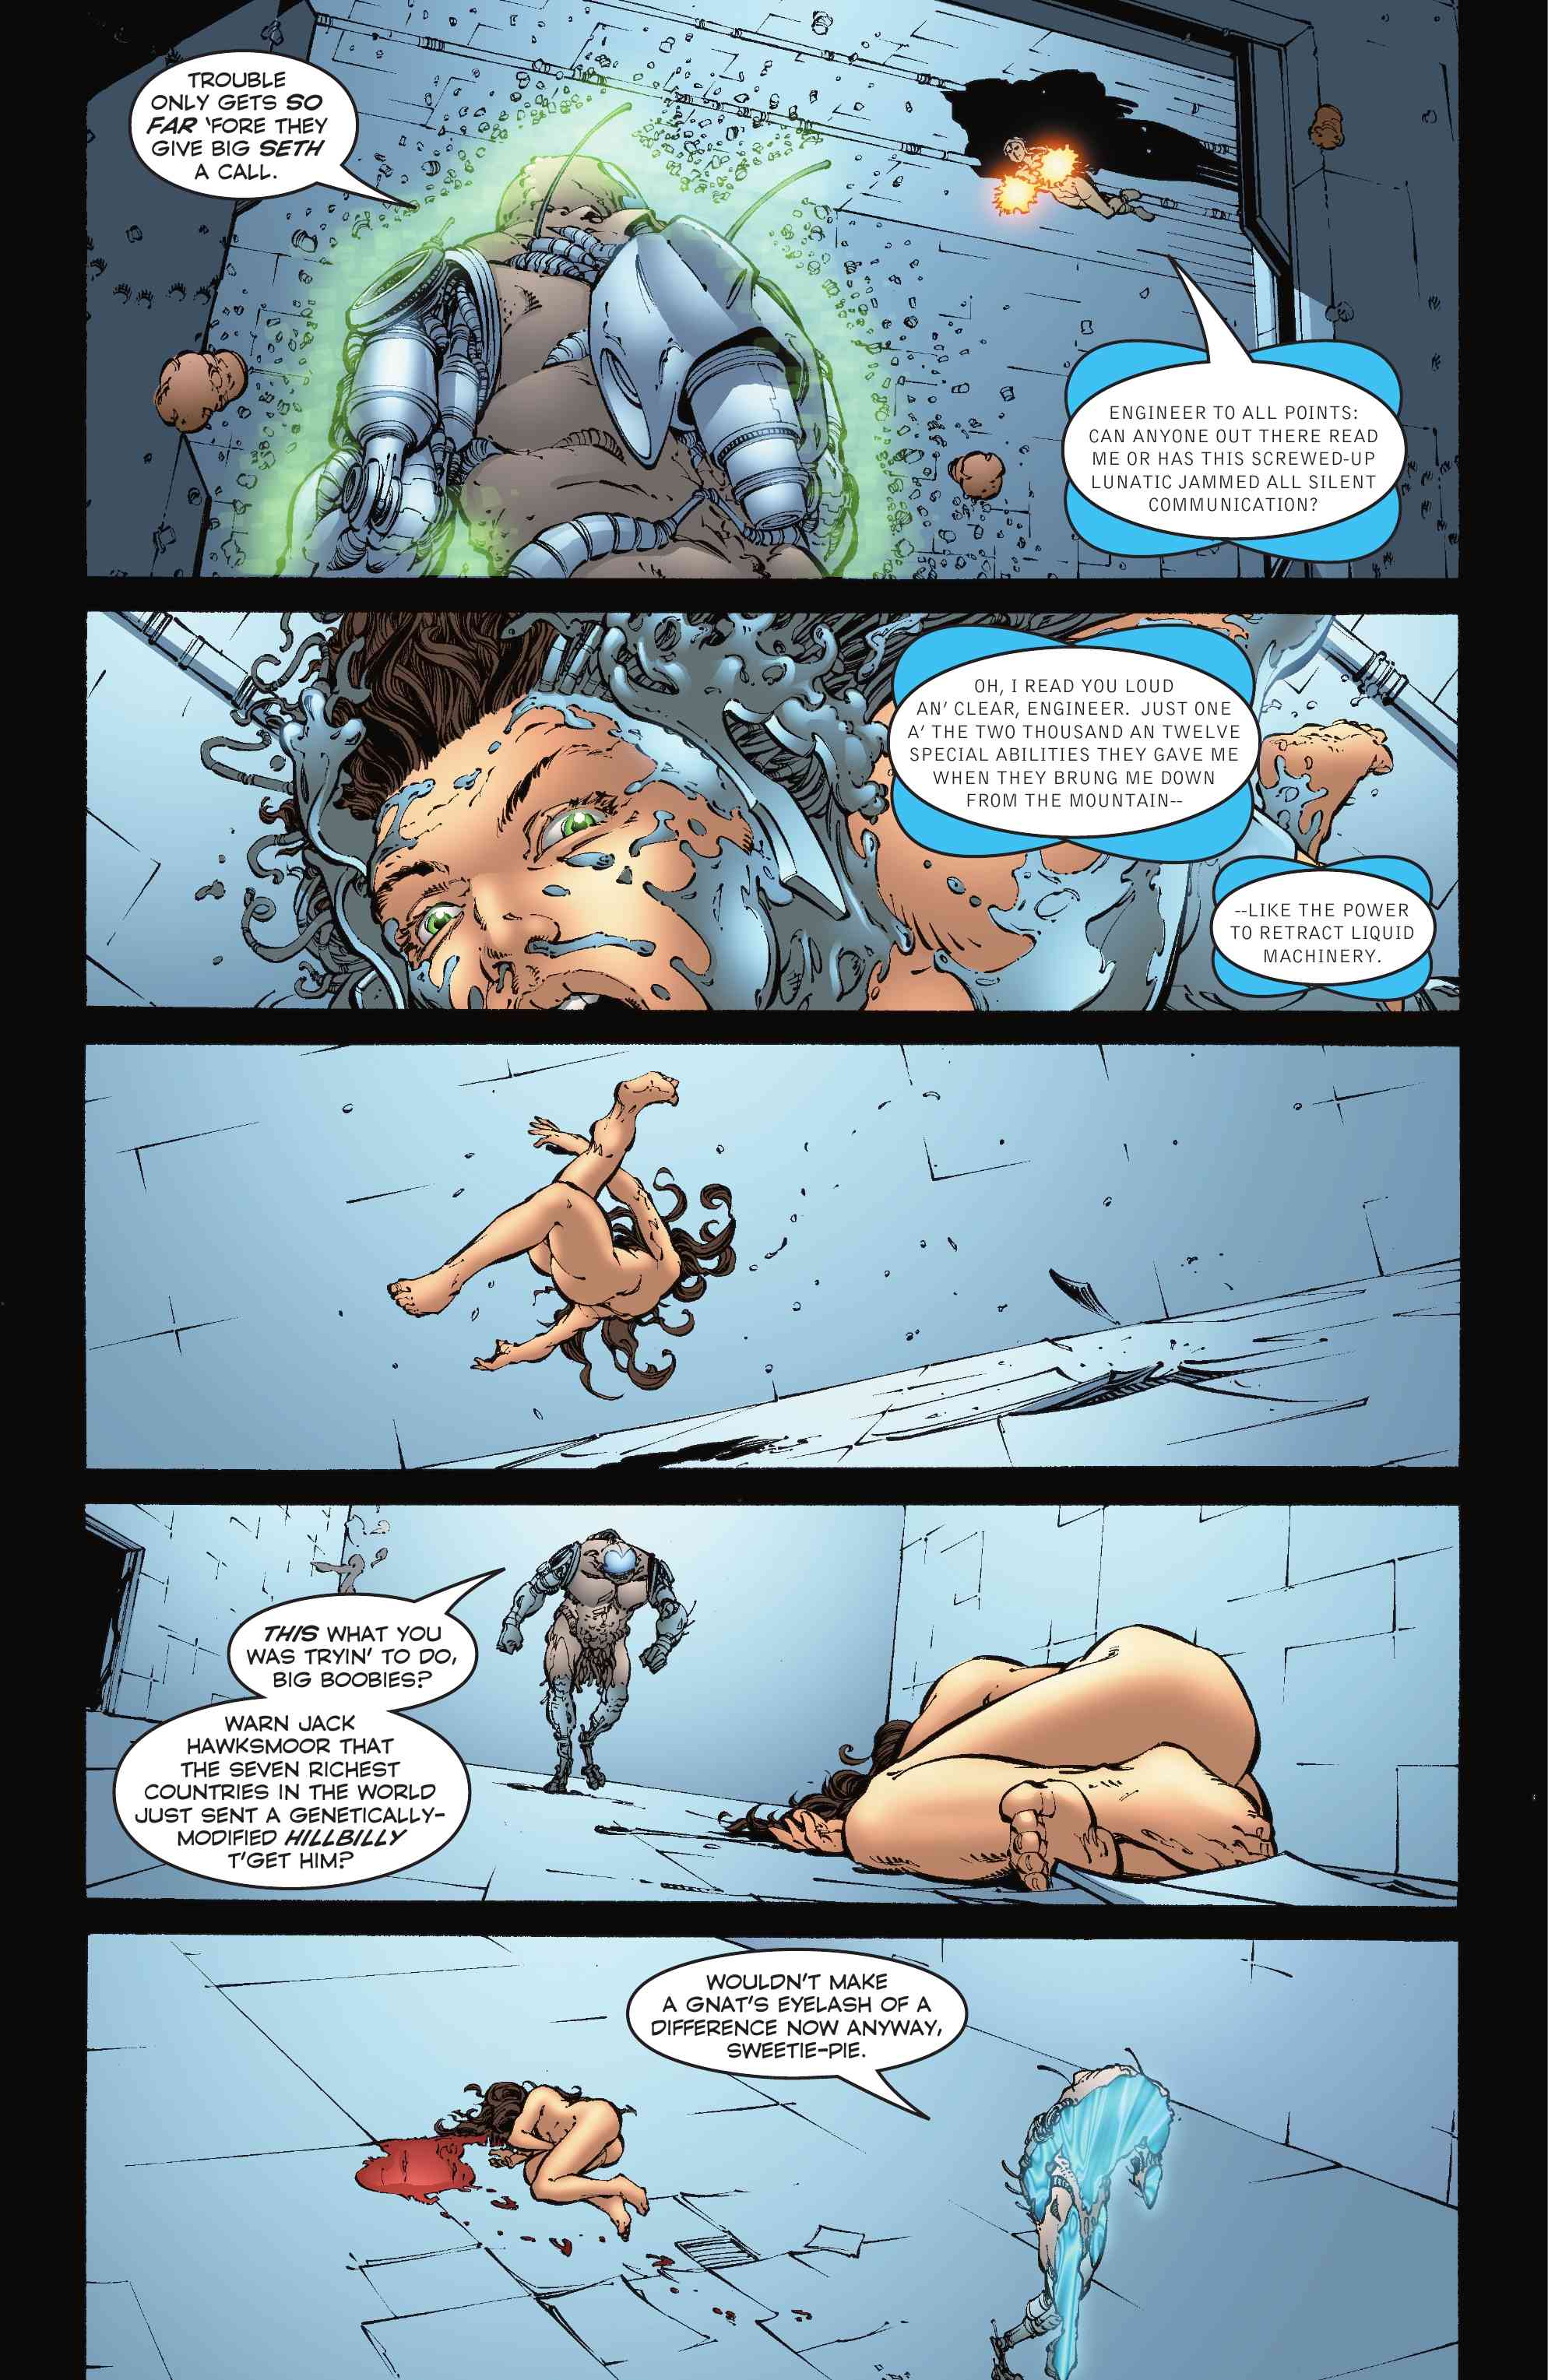 TROUBLE
ONLY GETS SO
FAR 'FORE THEY
GIVE BIG SETH
A CALL.
ENGINEER TO ALL POINTS:
CAN ANYONE OUT THERE READ
ME OR HAS THIS SCREWED-UP
LUNATIC JAMMED ALL SILENT
COMMUNICATION?
OH, I READ YOU LOUD
AN' CLEAR, ENGINEER. JUST ONE
A' THE TWO THOUSAND AN TWELVE
SPECIAL ABILITIES THEY GAVE ME
WHEN THEY BRUNG ME DOWN
FROM THE MOUNTAIN--
--LIKE THE POWER
TO RETRACT LIQUID
MACHINERY.
THIS WHAT YOU
WAS TRYIN' TO DO,
BIG BOOBIES?
WARN JACK
HAWKSMOOR THAT
THE SEVEN RICHEST
COUNTRIES IN THE WORLD
JUST SENT A GENETICALLY-
MODIFIED HILLBILLY
T'GET HIM?
WOULDN'T MAKE
A GNAT'S EYELASH OF A
DIFFERENCE NOW ANYWAY,
SWEETIE-PIE.